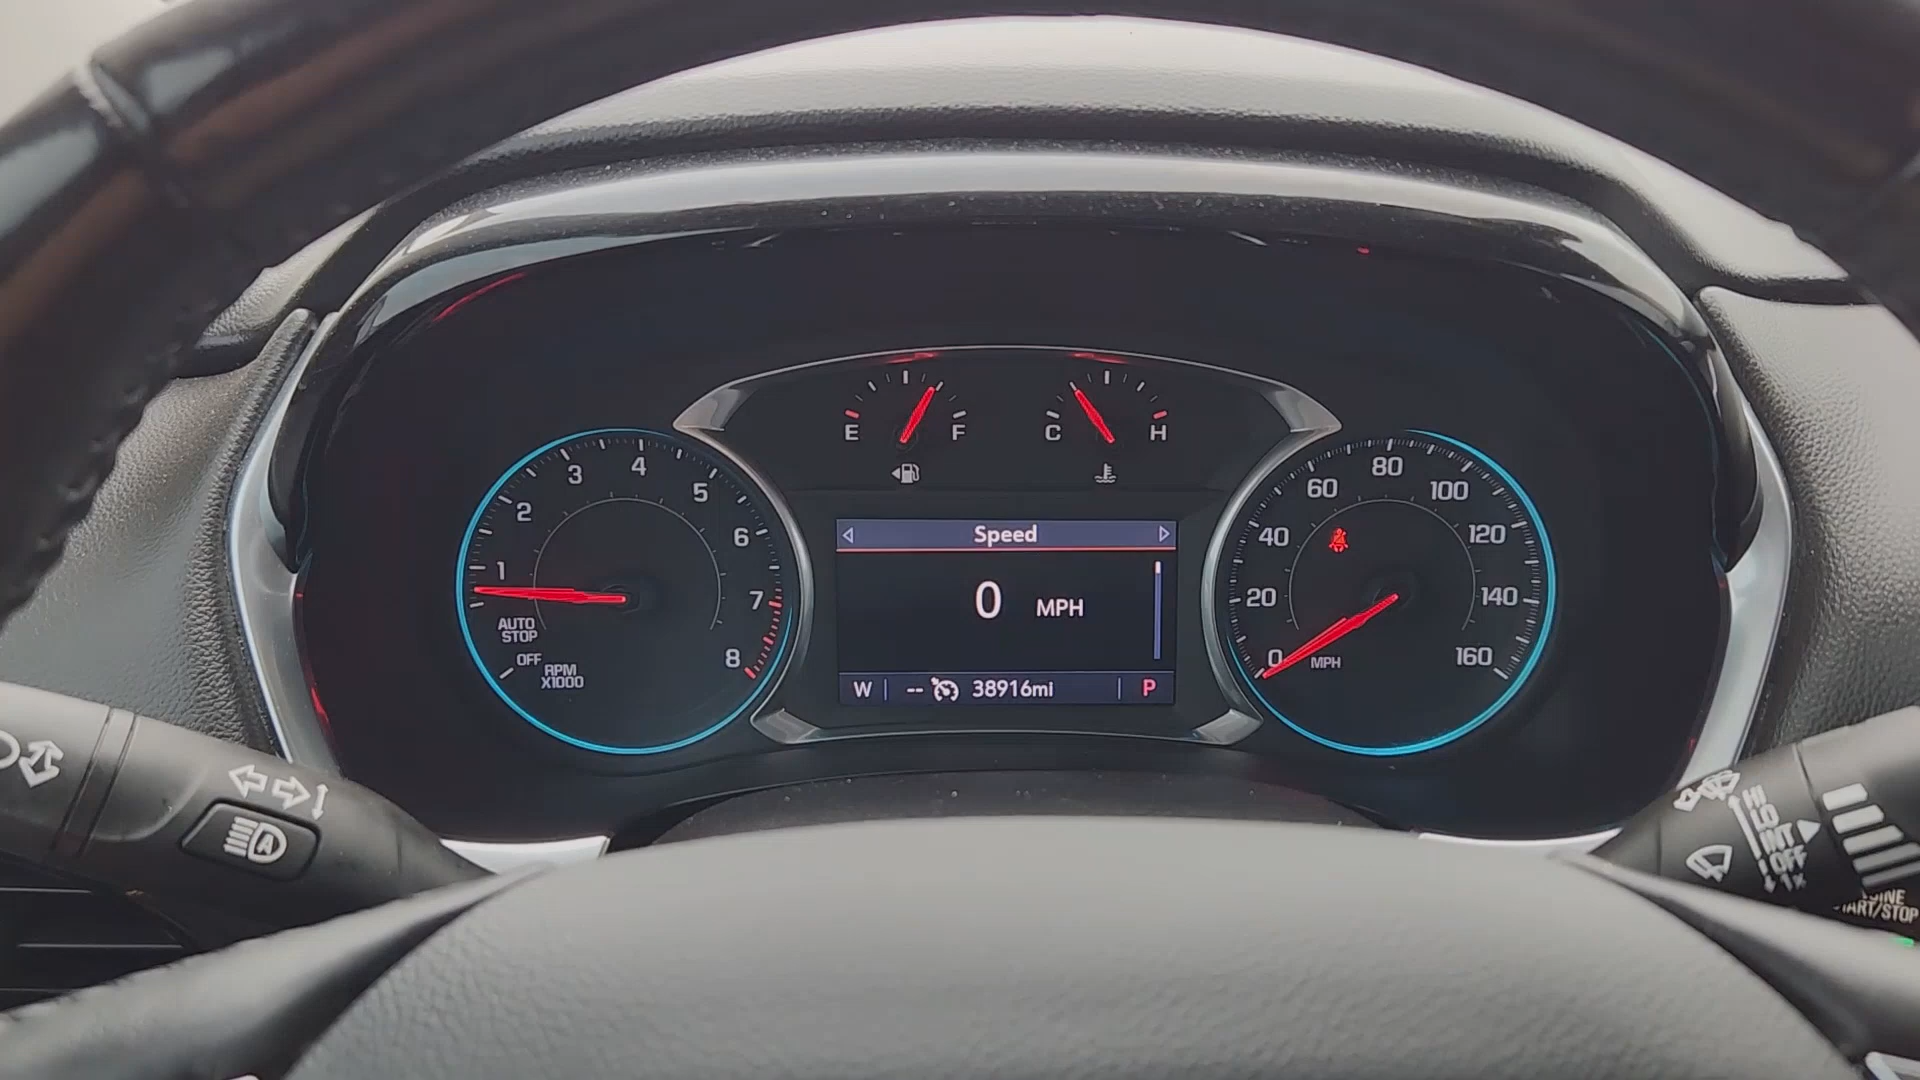 E F
C H
1 2 3 4 5 6 7 8
AUTO
STOP
OFF
RPM
X1000
Speed
0 MPH
W -- 38916mi P
0 20 40 60 80 100 120 140 160
MPH
A
HI
LO
INT
OFF
1x
START/STOP